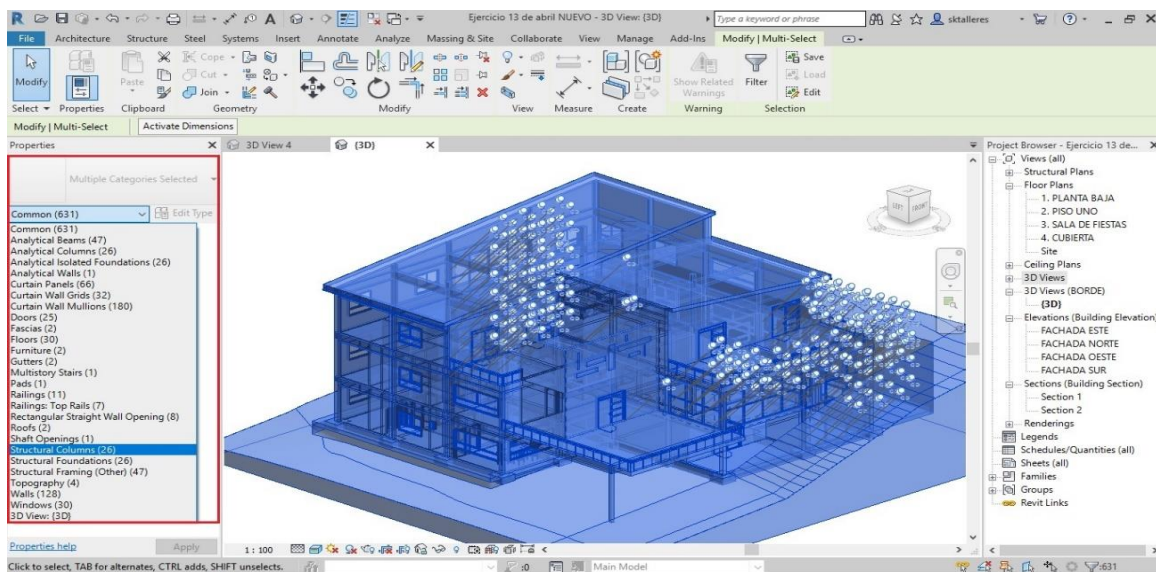 Ejercicio 13 de abril NUEVO - 3D View: {3D}
Type a keyword or phrase
sktalleres
File Architecture Structure Steel Systems Insert Annotate Analyze Massing & Site Collaborate View Manage Add-Ins Modify | Multi-Select
Modify
Properties
Paste
Cope
Cut
Join
Show Related Warnings
Filter
Save
Load
Edit
Select Properties Clipboard Geometry Modify View Measure Create Warning Selection
Modify | Multi-Select Activate Dimensions
Properties
Multiple Categories Selected
Common (631) Edit Type
Common (631)
Analytical Beams (47)
Analytical Columns (26)
Analytical Isolated Foundations (26)
Analytical Walls (1)
Curtain Panels (66)
Curtain Wall Grids (32)
Curtain Wall Mullions (180)
Doors (25)
Fascias (2)
Floors (30)
Furniture (2)
Gutters (2)
Multistory Stairs (1)
Pads (1)
Railings (11)
Railings: Top Rails (7)
Rectangular Straight Wall Opening (8)
Roofs (2)
Shaft Openings (1)
Structural Columns (26)
Structural Foundations (26)
Structural Framing (Other) (47)
Topography (4)
Walls (128)
Windows (30)
3D View: {3D}
Properties help Apply
3D View 4 {3D}
LEFT FRONT
1 : 100
Project Browser - Ejercicio 13 de...
Views (all)
Structural Plans
Floor Plans
1. PLANTA BAJA
2. PISO UNO
3. SALA DE FIESTAS
4. CUBIERTA
Site
Ceiling Plans
3D Views
3D Views (BORDE)
{3D}
Elevations (Building Elevation)
FACHADA ESTE
FACHADA NORTE
FACHADA OESTE
FACHADA SUR
Sections (Building Section)
Section 1
Section 2
Renderings
Legends
Schedules/Quantities (all)
Sheets (all)
Families
Groups
Revit Links
Click to select, TAB for alternates, CTRL adds, SHIFT unselects. :0 Main Model :631